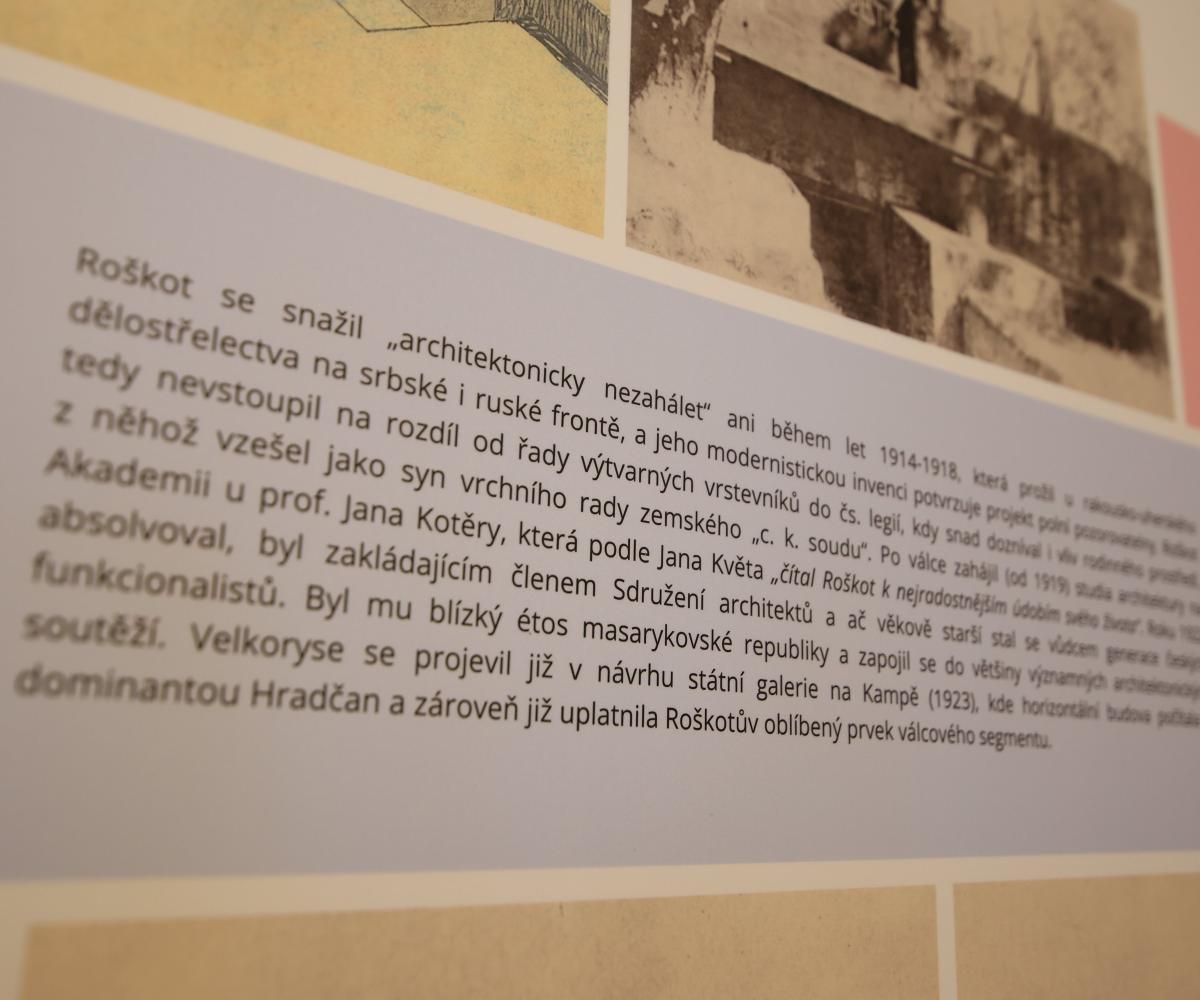 Roškot se snažil „architektonicky nezahálet“ ani během let 1914-1918, která prožil u rakousko-uherského
dělostřelectva na srbské i ruské frontě, a jeho modernistickou invenci potvrzuje projekt polní pozorovatelny. Roškot
tedy nevstoupil na rozdíl od řady výtvarných vrstevníků do čs. legií, kdy snad dozníval i vliv rodinného prostředí,
z něhož vzešel jako syn vrchního rady zemského „c. k. soudu“. Po válce zahájil (od 1919) studia architektury na
Akademii u prof. Jana Kotěry, která podle Jana Květa „čítal Roškot k nejradostnějším údobím svého života“. Roku
absolvoval, byl zakládajícím členem Sdružení architektů a ač věkově starší stal se vůdcem generace
funkcionalistů. Byl mu blízký étos masarykovské republiky a zapojil se do většiny významných architektonických
soutěží. Velkoryse se projevil již v návrhu státní galerie na Kampě (1923), kde horizontální budova počítala
dominantou Hradčan a zároveň již uplatnila Roškotův oblíbený prvek válcového segmentu.